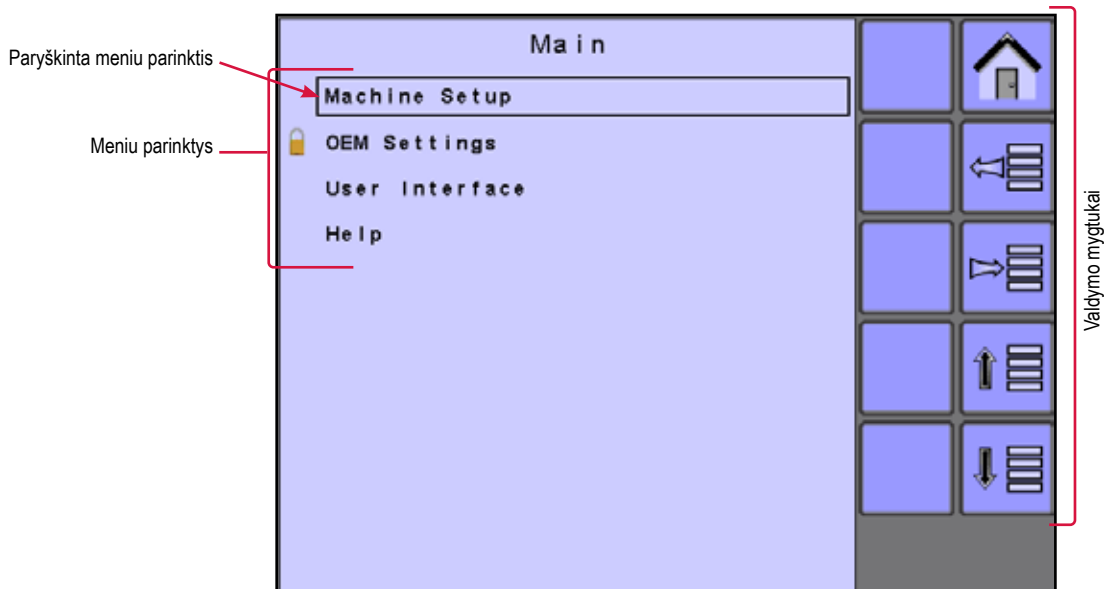 Main
Paryškinta meniu parinktis
Machine Setup
Meniu parinktys
OEM Settings
User Interface
Help
Valdymo mygtukai